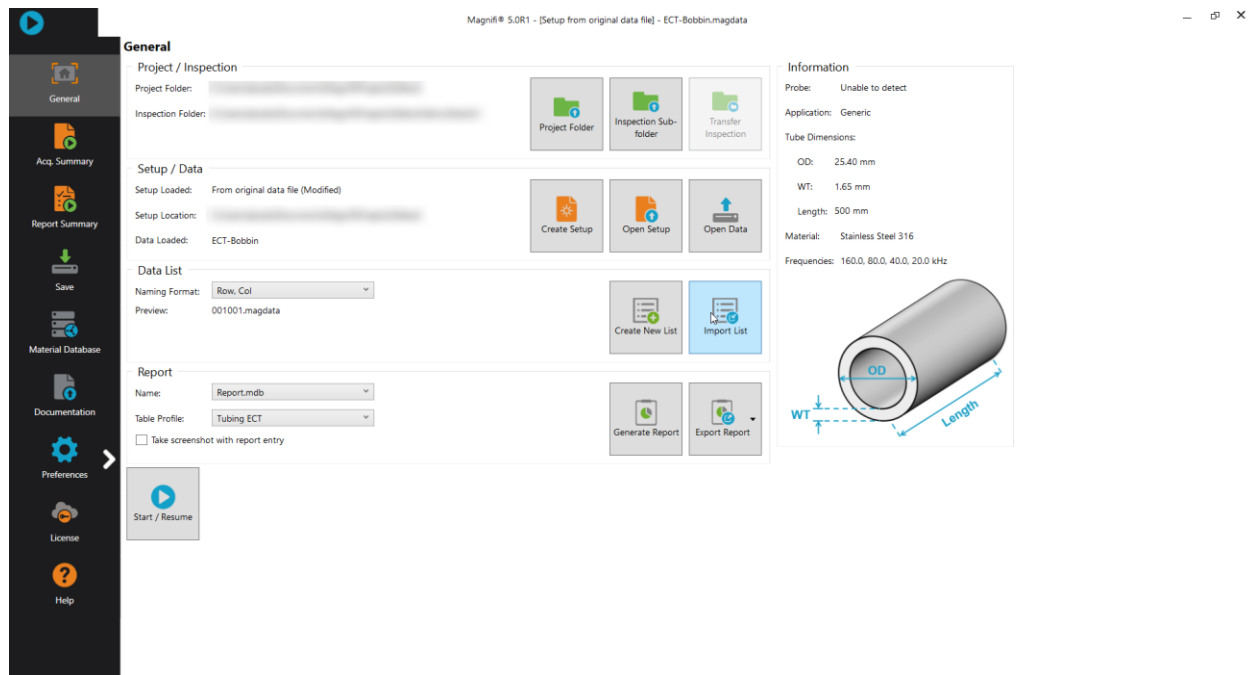 Magnifi® 5.0R1 - [Setup from original data file] - ECT-Bobbin.magdata
General
Acq. Summary
Report Summary
Save
Material Database
Documentation
Preferences
License
Help
General
Project / Inspection
Project Folder:
Inspection Folder:
Project Folder
Inspection Sub-
folder
Transfer
Inspection
Setup / Data
Setup Loaded: From original data file (Modified)
Setup Location:
Data Loaded: ECT-Bobbin
Create Setup
Open Setup
Open Data
Data List
Naming Format: Row, Col
Preview: 001001.magdata
Create New List
Import List
Report
Name: Report.mdb
Table Profile: Tubing ECT
Take screenshot with report entry
Generate Report
Export Report
Start / Resume
Information
Probe: Unable to detect
Application: Generic
Tube Dimensions:
OD: 25.40 mm
WT: 1.65 mm
Length: 500 mm
Material: Stainless Steel 316
Frequencies: 160.0, 80.0, 40.0, 20.0 kHz
OD
WT
Length